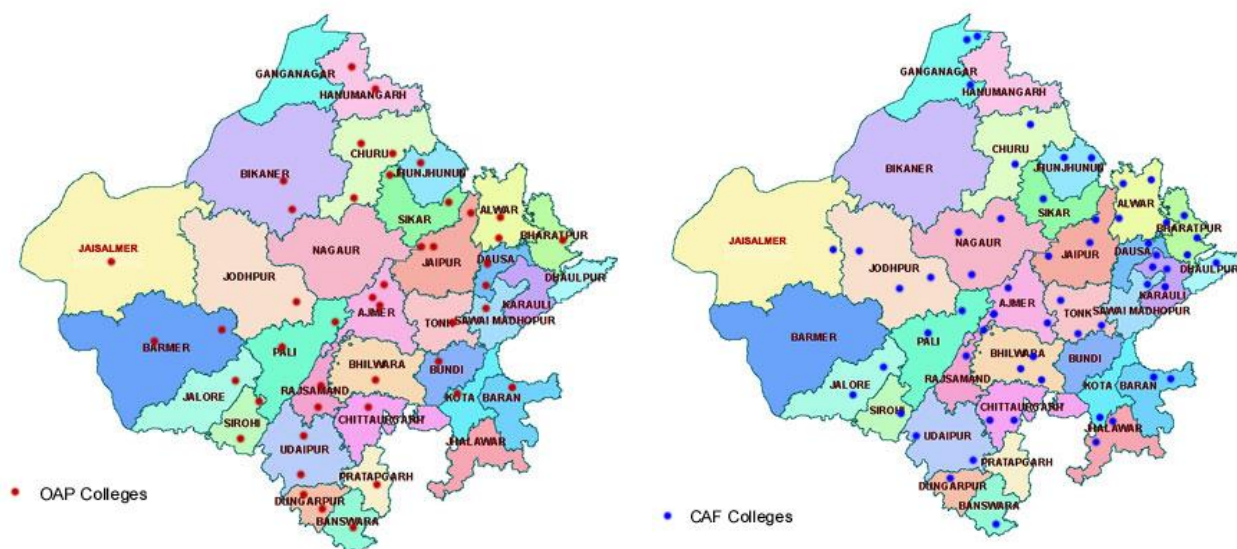 GANGANAGAR
HANUMANGARH
CHURU
BIKANER
JHUNJHUNUN
SIKAR
ALWAR
BHARATPUR
JAISALMER
NAGAUR
JAIPUR
DAUSA
DHAULPUR
JODHPUR
KARAULI
AJMER
TONK
SAWAI MADHOPUR
BARMER
PALI
BHILWARA
BUNDI
RAJSAMAND
JALORE
KOTA
BARAN
CHITTAURGARH
SIROHI
UDAIPUR
JHALAWAR
PRATAPGARH
DUNGARPUR
BANSWARA
OAP Colleges
GANGANAGAR
HANUMANGARH
CHURU
BIKANER
JHUNJHUNUN
SIKAR
ALWAR
BHARATPUR
JAISALMER
NAGAUR
JAIPUR
DAUSA
DHAULPUR
JODHPUR
KARAULI
AJMER
TONK
SAWAI MADHOPUR
BARMER
PALI
BHILWARA
BUNDI
RAJSAMAND
JALORE
KOTA
BARAN
CHITTAURGARH
SIROHI
UDAIPUR
JHALAWAR
PRATAPGARH
DUNGARPUR
BANSWARA
CAF Colleges